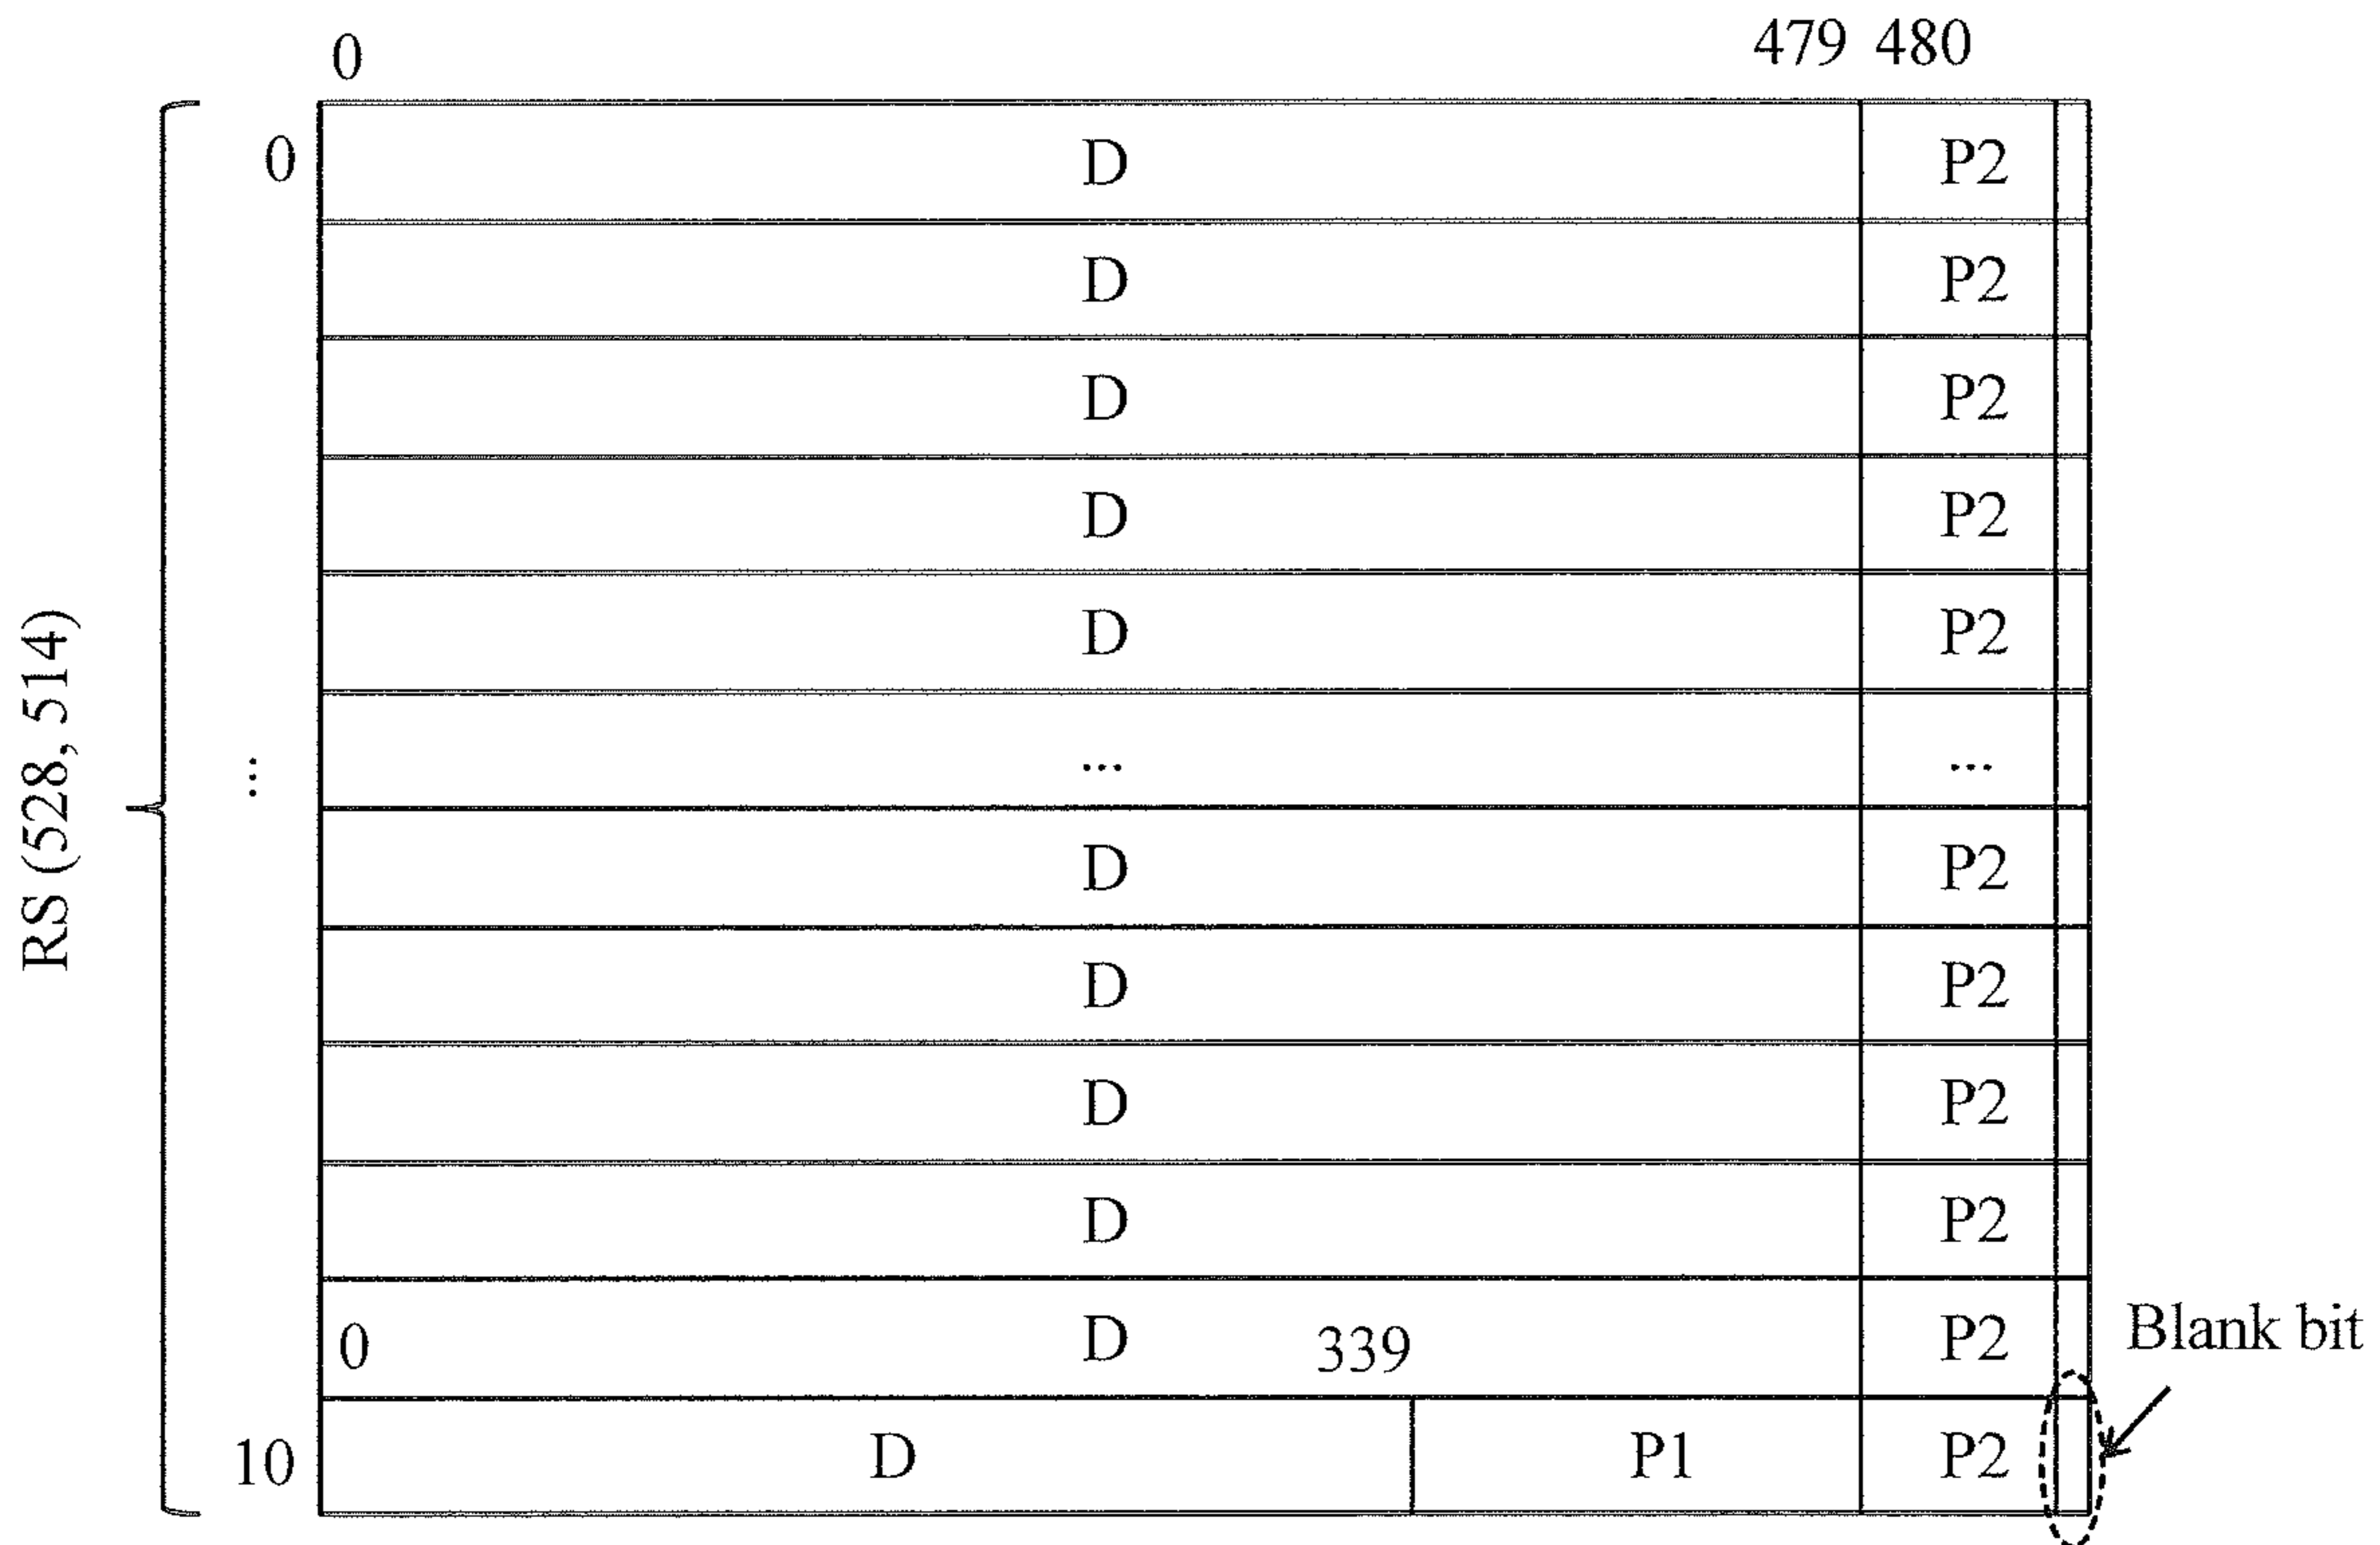 0 479 480
0 D P2
D P2
D P2
D P2
D P2
RS (528, 514)
... ... ...
D P2
D P2
D P2
D P2
0 D 339 P2
Blank bit
10 D P1 P2